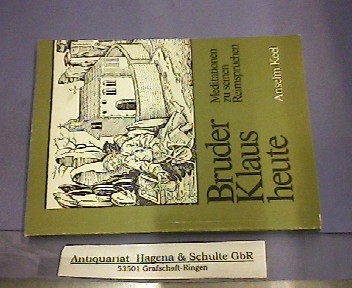 Bruder
Klaus
heute
Meditationen
zu seinen
Reimsprüchen
Anselm Keel
Antiquariat Hagena & Schulte GbR
53501 Grafschaft-Ringen